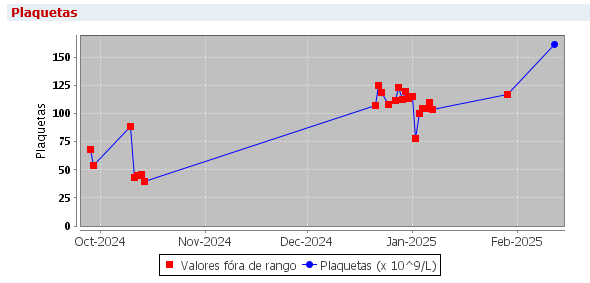 Plaquetas
150
125
100
75
50
25
0
Plaquetas
Oct-2024 Nov-2024 Dec-2024 Jan-2025 Feb-2025
Valores fóra de rango Plaquetas (x 10^9/L)